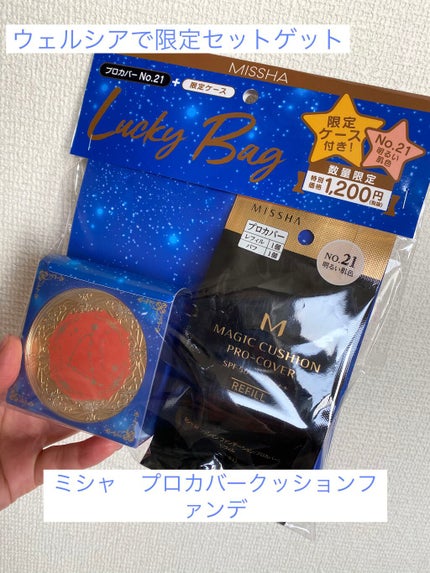 ウェルシアで限定セットゲット
MISSHA
プロカバー No.21
+
限定ケース
Lucky Bag
限定
ケース
付き!
No.21
明るい
肌色
数量限定
特別
価格 1,200円
(税抜)
MISSHA
プロカバー
レフィル 1個
パフ 1個
NO.21
明るい肌色
M
MAGIC CUSHION
PRO-COVER
SPF
REFILL
ミシャ プロカバークッションフ
ァンデ